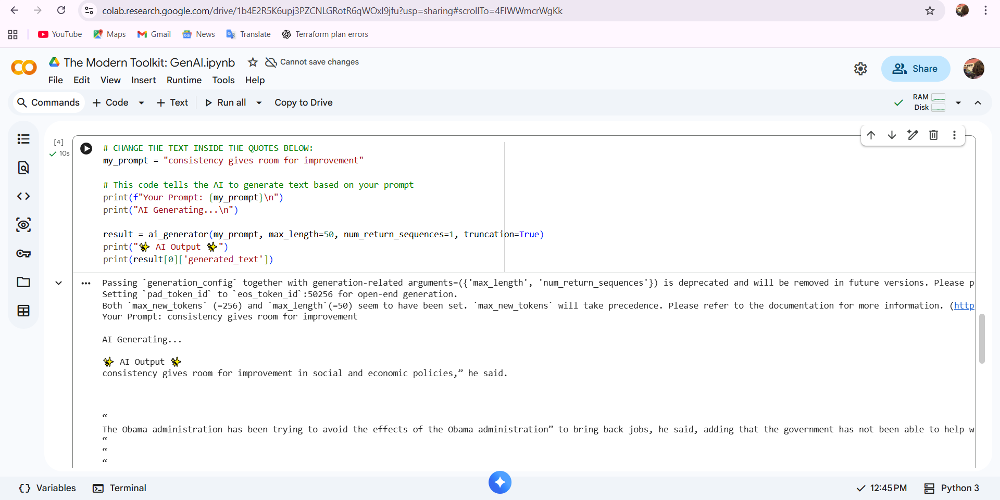 colab.research.google.com/drive/1b4E2R5K6upj3PZCNLGRotR6qWOxI9jfu?usp=sharing#scrollTo=4FIWWmcrWgKk
YouTube Maps Gmail News Translate Terraform plan errors
The Modern Toolkit: GenAI.ipynb Cannot save changes
Share
File Edit View Insert Runtime Tools Help
Commands + Code + Text Run all Copy to Drive
RAM
Disk
[4]
10s
# CHANGE THE TEXT INSIDE THE QUOTES BELOW:
my_prompt = "consistency gives room for improvement"
# This code tells the AI to generate text based on your prompt
print(f"Your Prompt: {my_prompt}\n")
print("AI Generating...\n")
result = ai_generator(my_prompt, max_length=50, num_return_sequences=1, truncation=True)
print("✨ AI Output ✨")
print(result[0]['generated_text'])
Passing `generation_config` together with generation-related arguments=({'max_length', 'num_return_sequences'}) is deprecated and will be removed in future versions. Please p
Setting `pad_token_id` to `eos_token_id`:50256 for open-end generation.
Both `max_new_tokens` (=256) and `max_length`(=50) seem to have been set. `max_new_tokens` will take precedence. Please refer to the documentation for more information. (http
Your Prompt: consistency gives room for improvement
AI Generating...
✨ AI Output ✨
consistency gives room for improvement in social and economic policies,” he said.
“
The Obama administration has been trying to avoid the effects of the Obama administration” to bring back jobs, he said, adding that the government has not been able to help w
“
“
“
{} Variables Terminal
12:45 PM Python 3